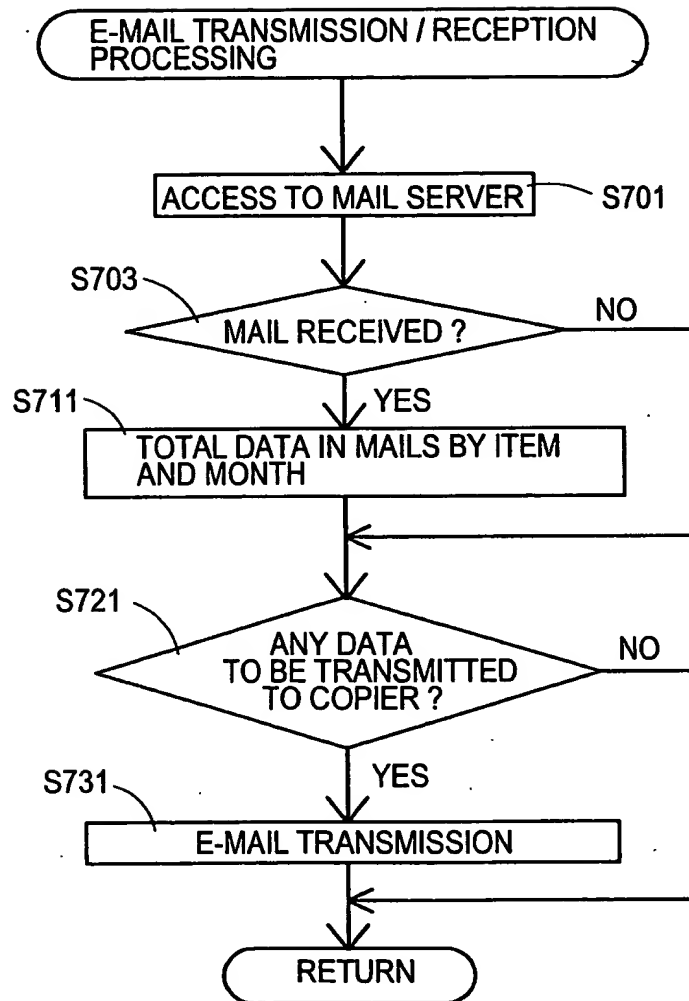 E-MAIL TRANSMISSION / RECEPTION
PROCESSING
ACCESS TO MAIL SERVER
S701
S703
MAIL RECEIVED ?
NO
YES
S711
TOTAL DATA IN MAILS BY ITEM
AND MONTH
S721
ANY DATA
TO BE TRANSMITTED
TO COPIER ?
NO
YES
S731
E-MAIL TRANSMISSION
RETURN